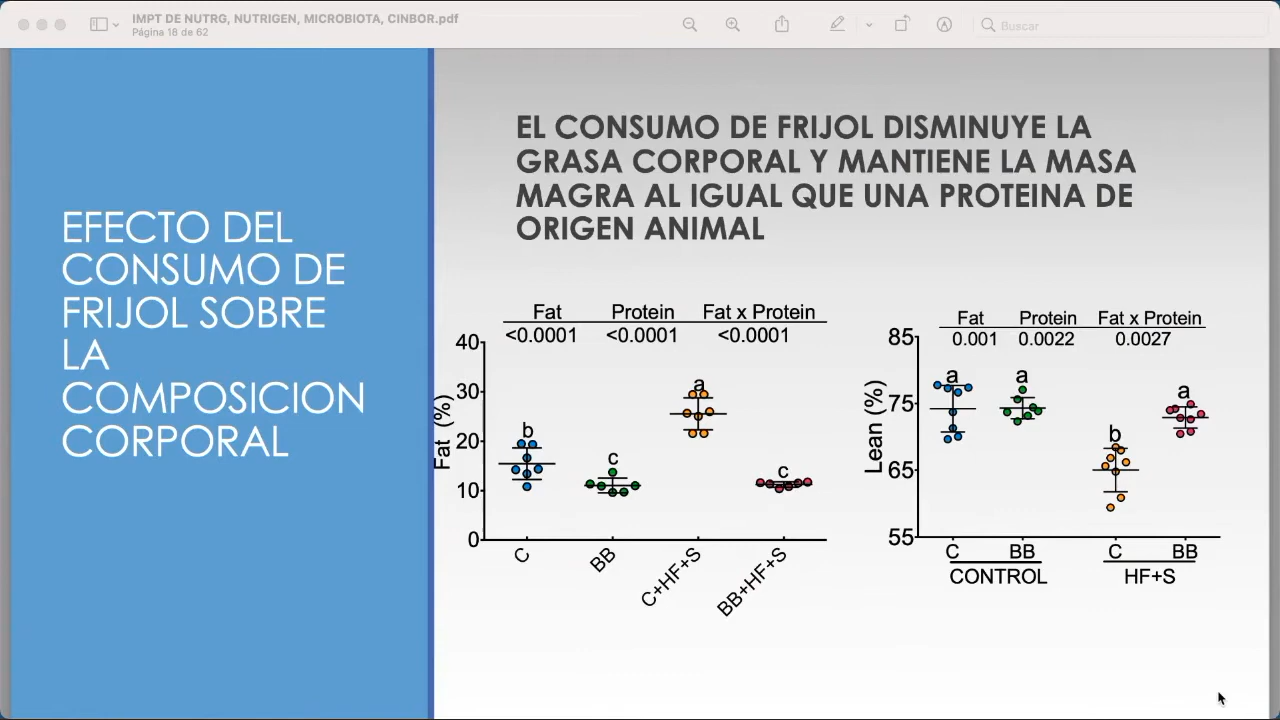 IMPT DE NUTRG, NUTRIGEN, MICROBIOTA, CINBOR.pdf
Página 18 de 62
Buscar
EFECTO DEL
CONSUMO DE
FRIJOL SOBRE
LA
COMPOSICION
CORPORAL
EL CONSUMO DE FRIJOL DISMINUYE LA
GRASA CORPORAL Y MANTIENE LA MASA
MAGRA AL IGUAL QUE UNA PROTEINA DE
ORIGEN ANIMAL
Fat Protein Fat x Protein
<0.0001 <0.0001 <0.0001
40
30
20
10
0
Fat (%)
b
c
a
c
C
BB
C+HF+S
BB+HF+S
Fat Protein Fat x Protein
0.001 0.0022 0.0027
85
75
65
55
Lean (%)
a
a
b
a
C BB C BB
CONTROL HF+S